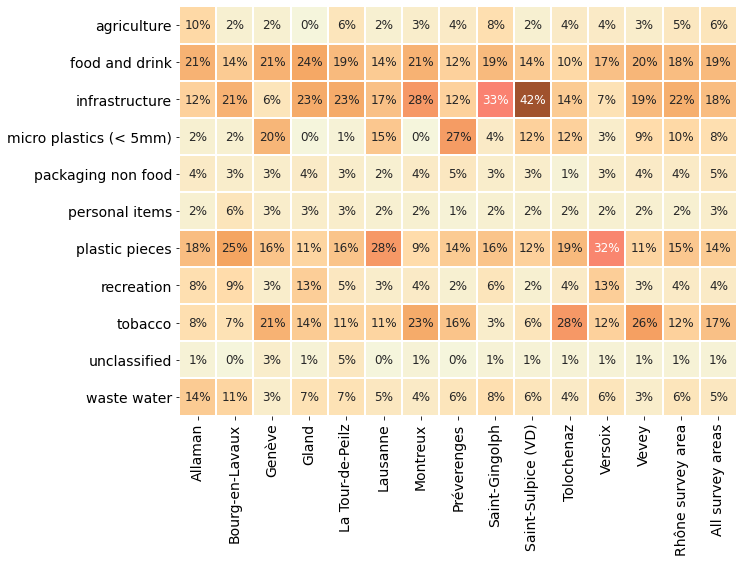 agriculture 10% 2% 2% 0% 6% 2% 3% 4% 8% 2% 4% 4% 3% 5% 6%
food and drink 21% 14% 21% 24% 19% 14% 21% 12% 19% 14% 10% 17% 20% 18% 19%
infrastructure 12% 21% 6% 23% 23% 17% 28% 12% 33% 42% 14% 7% 19% 22% 18%
micro plastics (< 5mm) 2% 2% 20% 0% 1% 15% 0% 27% 4% 12% 12% 3% 9% 10% 8%
packaging non food 4% 3% 3% 4% 3% 2% 4% 5% 3% 3% 1% 3% 4% 4% 5%
personal items 2% 6% 3% 3% 3% 2% 2% 1% 2% 2% 2% 2% 2% 2% 3%
plastic pieces 18% 25% 16% 11% 16% 28% 9% 14% 16% 12% 19% 32% 11% 15% 14%
recreation 8% 9% 3% 13% 5% 3% 4% 2% 6% 2% 4% 13% 3% 4% 4%
tobacco 8% 7% 21% 14% 11% 11% 23% 16% 3% 6% 28% 12% 26% 12% 17%
unclassified 1% 0% 3% 1% 5% 0% 1% 0% 1% 1% 1% 1% 1% 1% 1%
waste water 14% 11% 3% 7% 7% 5% 4% 6% 8% 6% 4% 6% 3% 6% 5%
Allaman
Bourg-en-Lavaux
Genève
Gland
La Tour-de-Peilz
Lausanne
Montreux
Préverenges
Saint-Gingolph
Saint-Sulpice (VD)
Tolochenaz
Versoix
Vevey
Rhône survey area
All survey areas